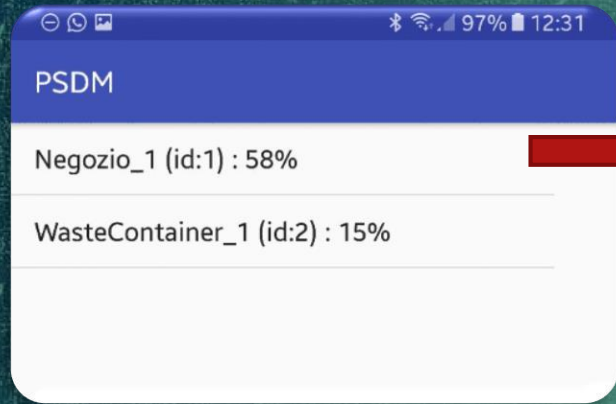 97% 12:31
PSDM
Negozio_1 (id:1) : 58%
WasteContainer_1 (id:2) : 15%